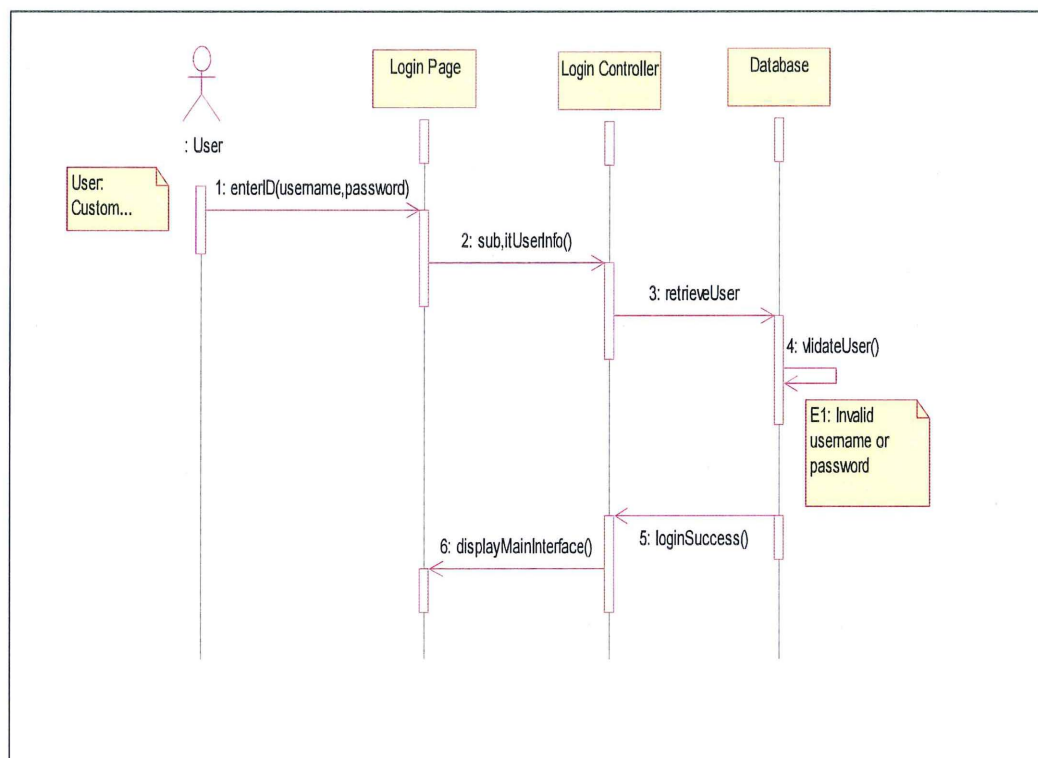 Login Page
Login Controller
Database
: User
User:
Custom...
1: enterID(username,password)
2: sub,itUserInfo()
3: retrieveUser
4: vlidateUser()
E1: Invalid
username or
password
5: loginSuccess()
6: displayMainInterface()